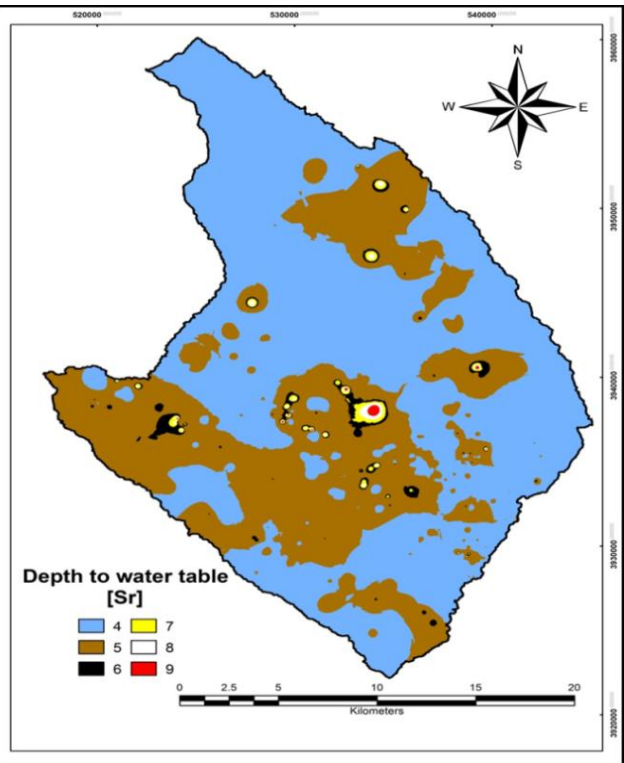 520000 530000 540000
3960000
N
W E
S
3950000
3940000
3930000
Depth to water table
[Sr]
4 7
5 8
6 9
0 2.5 5 10 15 20
Kilometers
3920000